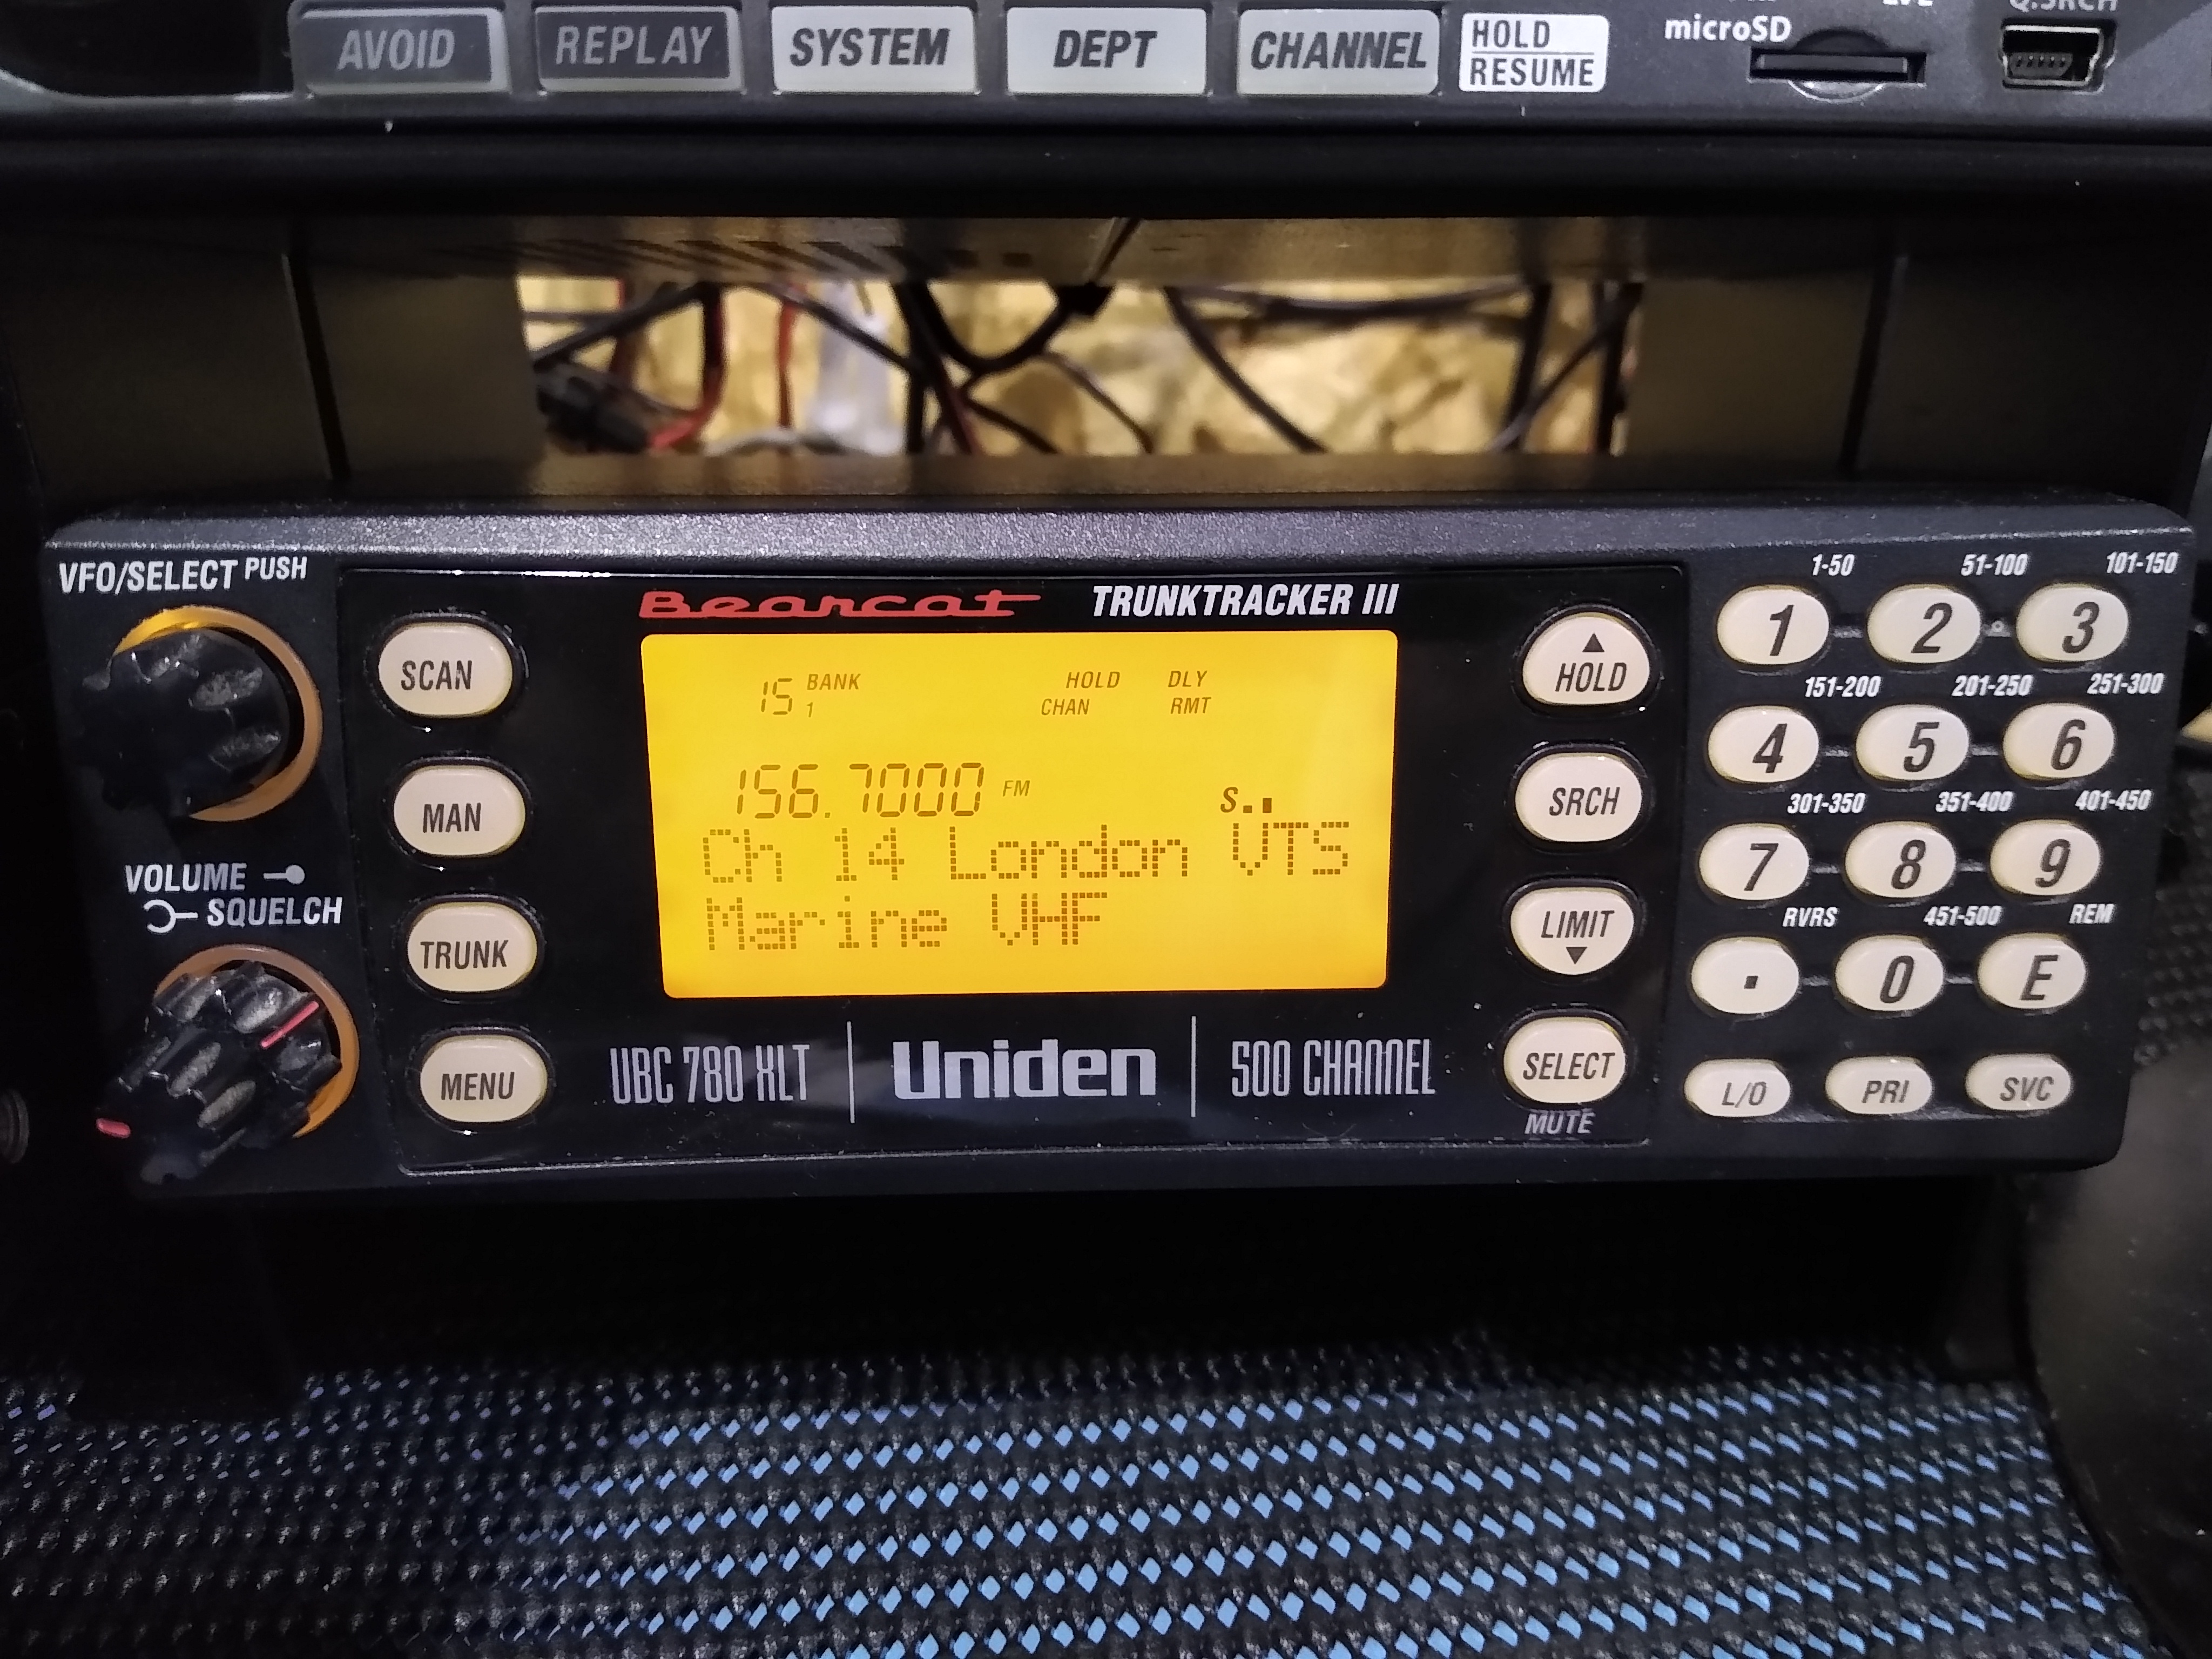 AVOID
REPLAY
SYSTEM
DEPT
CHANNEL
HOLD
RESUME
microSD
VFO/SELECT PUSH
VOLUME
SQUELCH
SCAN
MAN
TRUNK
MENU
Bearcat TRUNKTRACKER III
15 BANK HOLD DLY
1 CHAN RMT
156.7000 FM S
Ch 14 London VTS
Marine VHF
UBC 780 XLT Uniden 500 CHANNEL
HOLD
SRCH
LIMIT
SELECT
MUTE
1-50 51-100 101-150
1 2 3
151-200 201-250 251-300
4 5 6
301-350 351-400 401-450
7 8 9
RVRS 451-500 REM
. 0 E
L/O PRI SVC